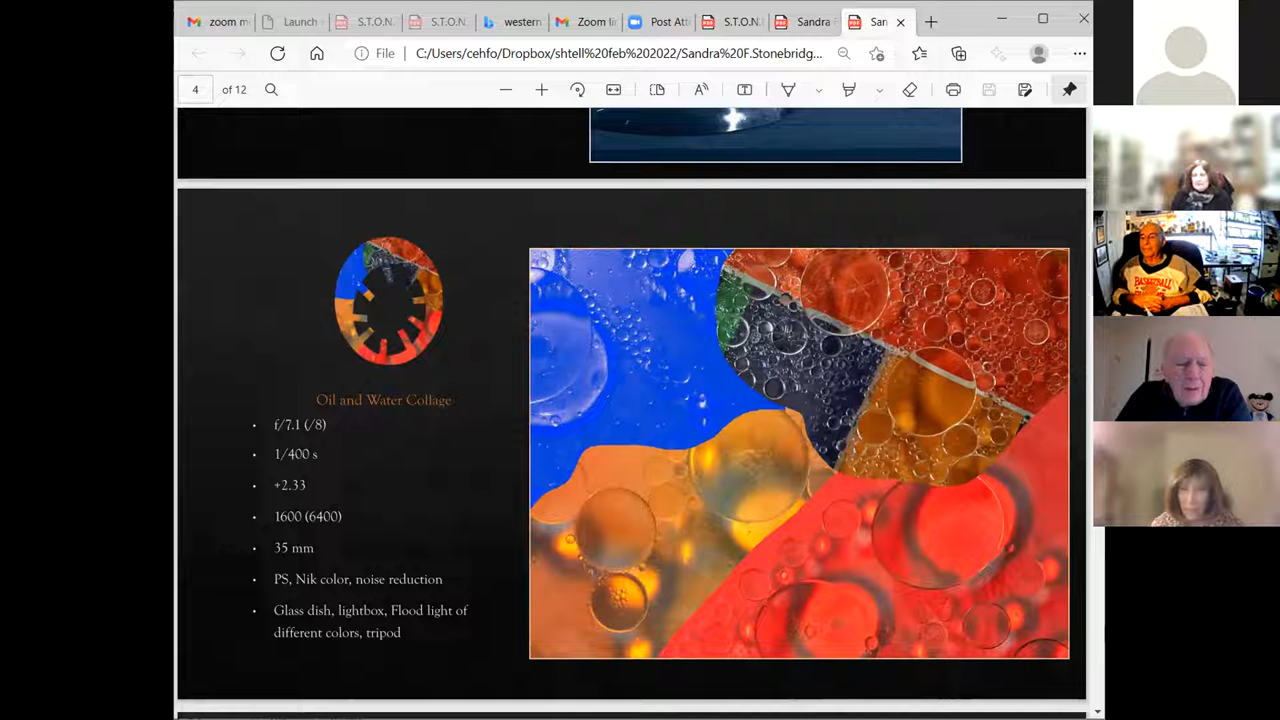 zoom m
Launch
S.T.O.N.
S.T.O.N.
western
Zoom li
Post Att
S.T.O.N.
Sandra
San
File
C:/Users/cehfo/Dropbox/shtell%20feb%202022/Sandra%20F.Stonebridg...
4
of 12
Oil and Water Collage
• f/7.1 (/8)
• 1/400 s
• +2.33
• 1600 (6400)
• 35 mm
• PS, Nik color, noise reduction
• Glass dish, lightbox, Flood light of
different colors, tripod
BASKETBALL